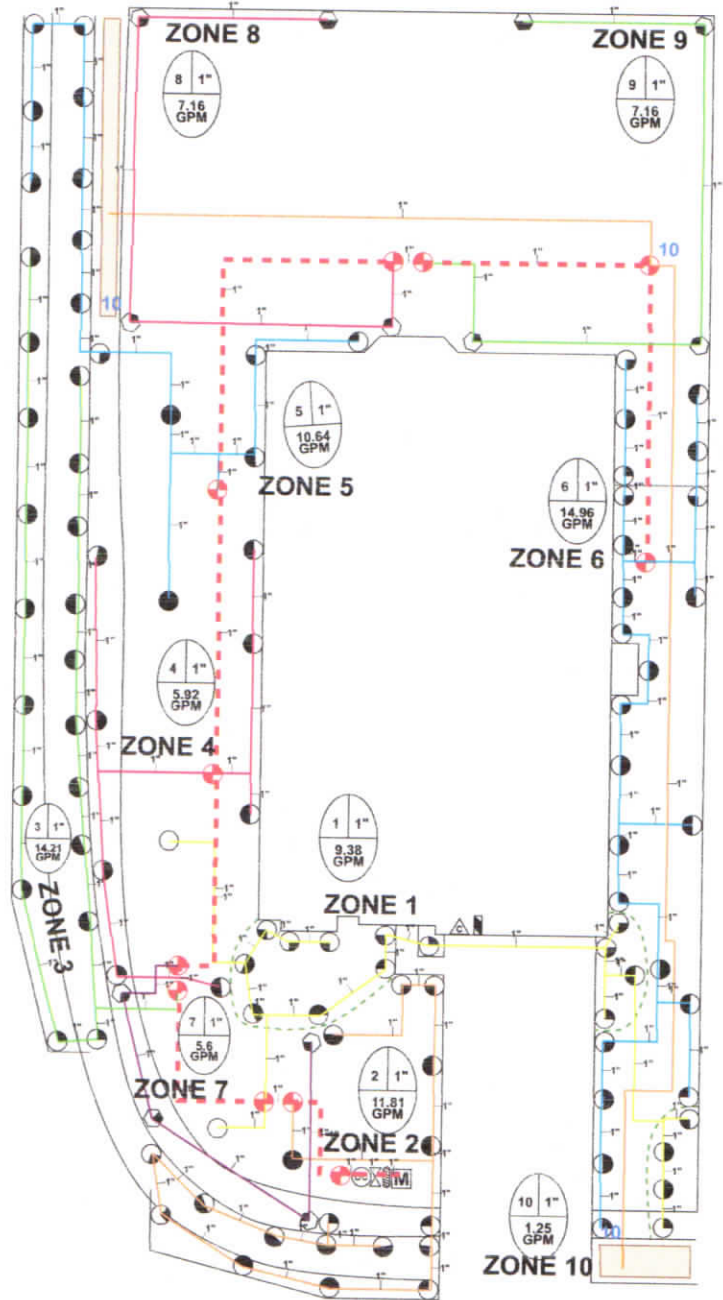 ZONE 8
8 1"
7.16
GPM
ZONE 9
9 1"
7.16
GPM
10
10
5 1"
10.64
GPM
ZONE 5
6 1"
14.96
GPM
ZONE 6
4 1"
5.92
GPM
ZONE 4
3 1"
14.21
GPM
ZONE 3
1 1"
9.38
GPM
ZONE 1
C
7 1"
5.6
GPM
ZONE 7
2 1"
11.81
GPM
ZONE 2
M
10 1"
1.25
GPM
ZONE 10
10
1"